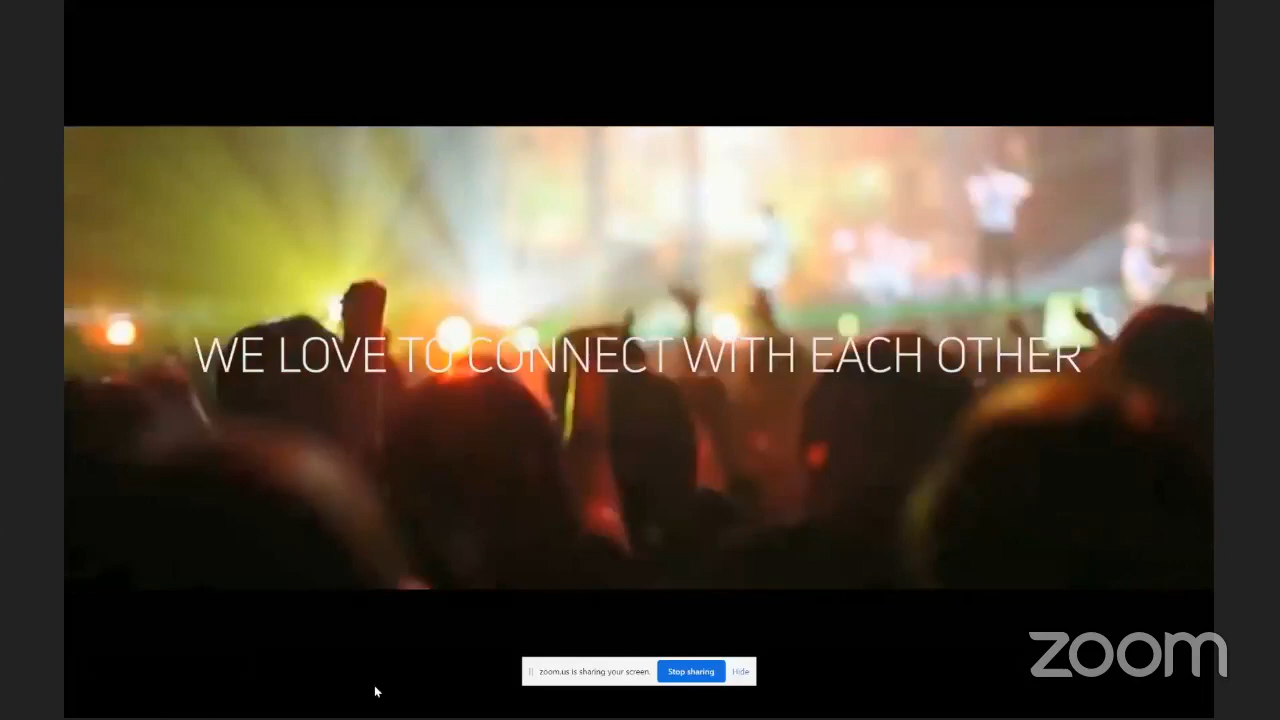 WE LOVE TO CONNECT WITH EACH OTHER
zoom.us is sharing your screen.
Stop sharing
Hide
zoom